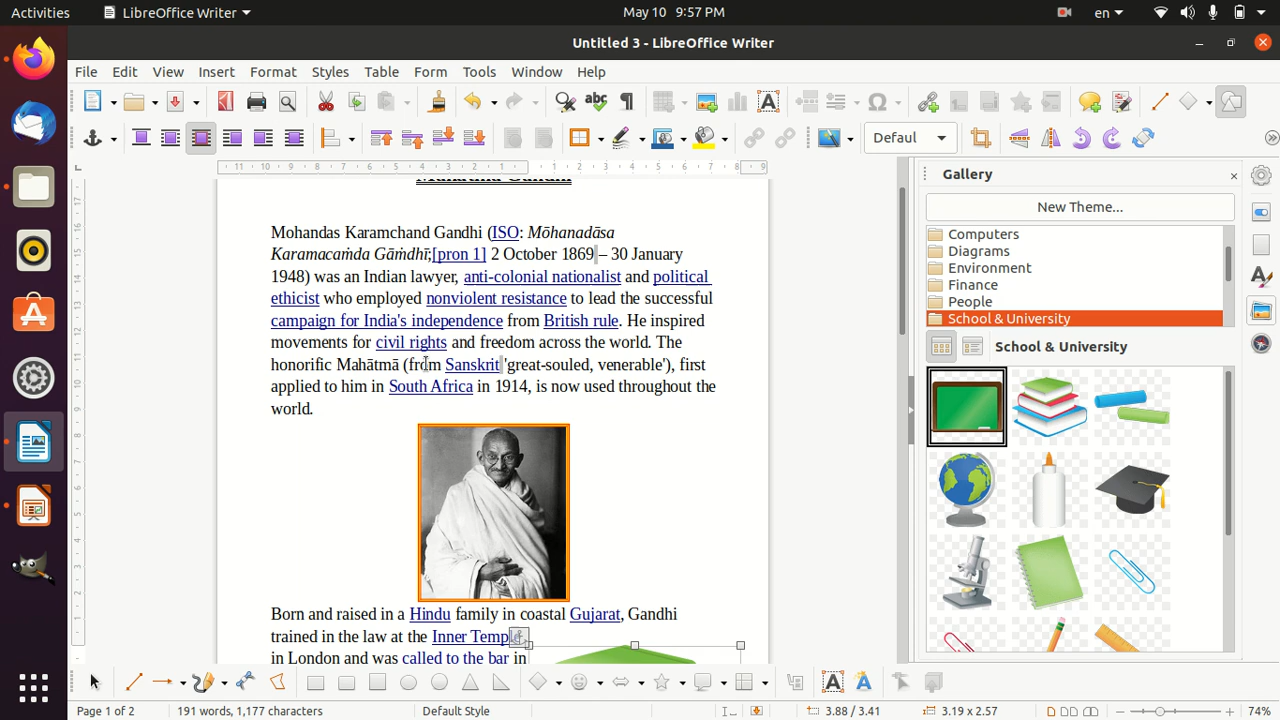 Activities LibreOffice Writer May 10 9:57 PM en
Untitled 3 - LibreOffice Writer
File Edit View Insert Format Styles Table Tools Form Window Help
Defaul
Gallery
New Theme...
Computers
Diagrams
Environment
Finance
People
School & University
School & University
Mahatma Gandhi
Mohandas Karamchand Gandhi (ISO: Mōhanadāsa
Karamacaṁda Gāṁdhī;[pron 1] 2 October 1869 – 30 January
1948) was an Indian lawyer, anti-colonial nationalist and political
ethicist who employed nonviolent resistance to lead the successful
campaign for India's independence from British rule. He inspired
movements for civil rights and freedom across the world. The
honorific Mahātmā (from Sanskrit 'great-souled, venerable'), first
applied to him in South Africa in 1914, is now used throughout the
world.
Born and raised in a Hindu family in coastal Gujarat, Gandhi
trained in the law at the Inner Temple
in London and was called to the bar in
Page 1 of 2 191 words, 1,177 characters Default Style 3.88 / 3.41 3.19 x 2.57 74%